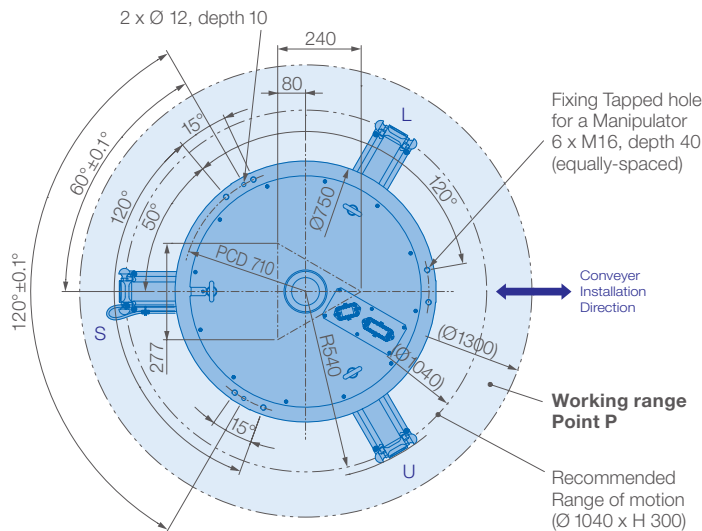 2 x Ø 12, depth 10
240
80
L
Fixing Tapped hole
for a Manipulator
6 x M16, depth 40
(equally-spaced)
15°
60°±0.1°
120°
50°
120°
Ø750
PCD 710
120°±0.1°
S
277
R540
Conveyer
Installation
Direction
(Ø1300)
(Ø1040)
Working range
Point P
15°
U
Recommended
Range of motion
(Ø 1040 x H 300)